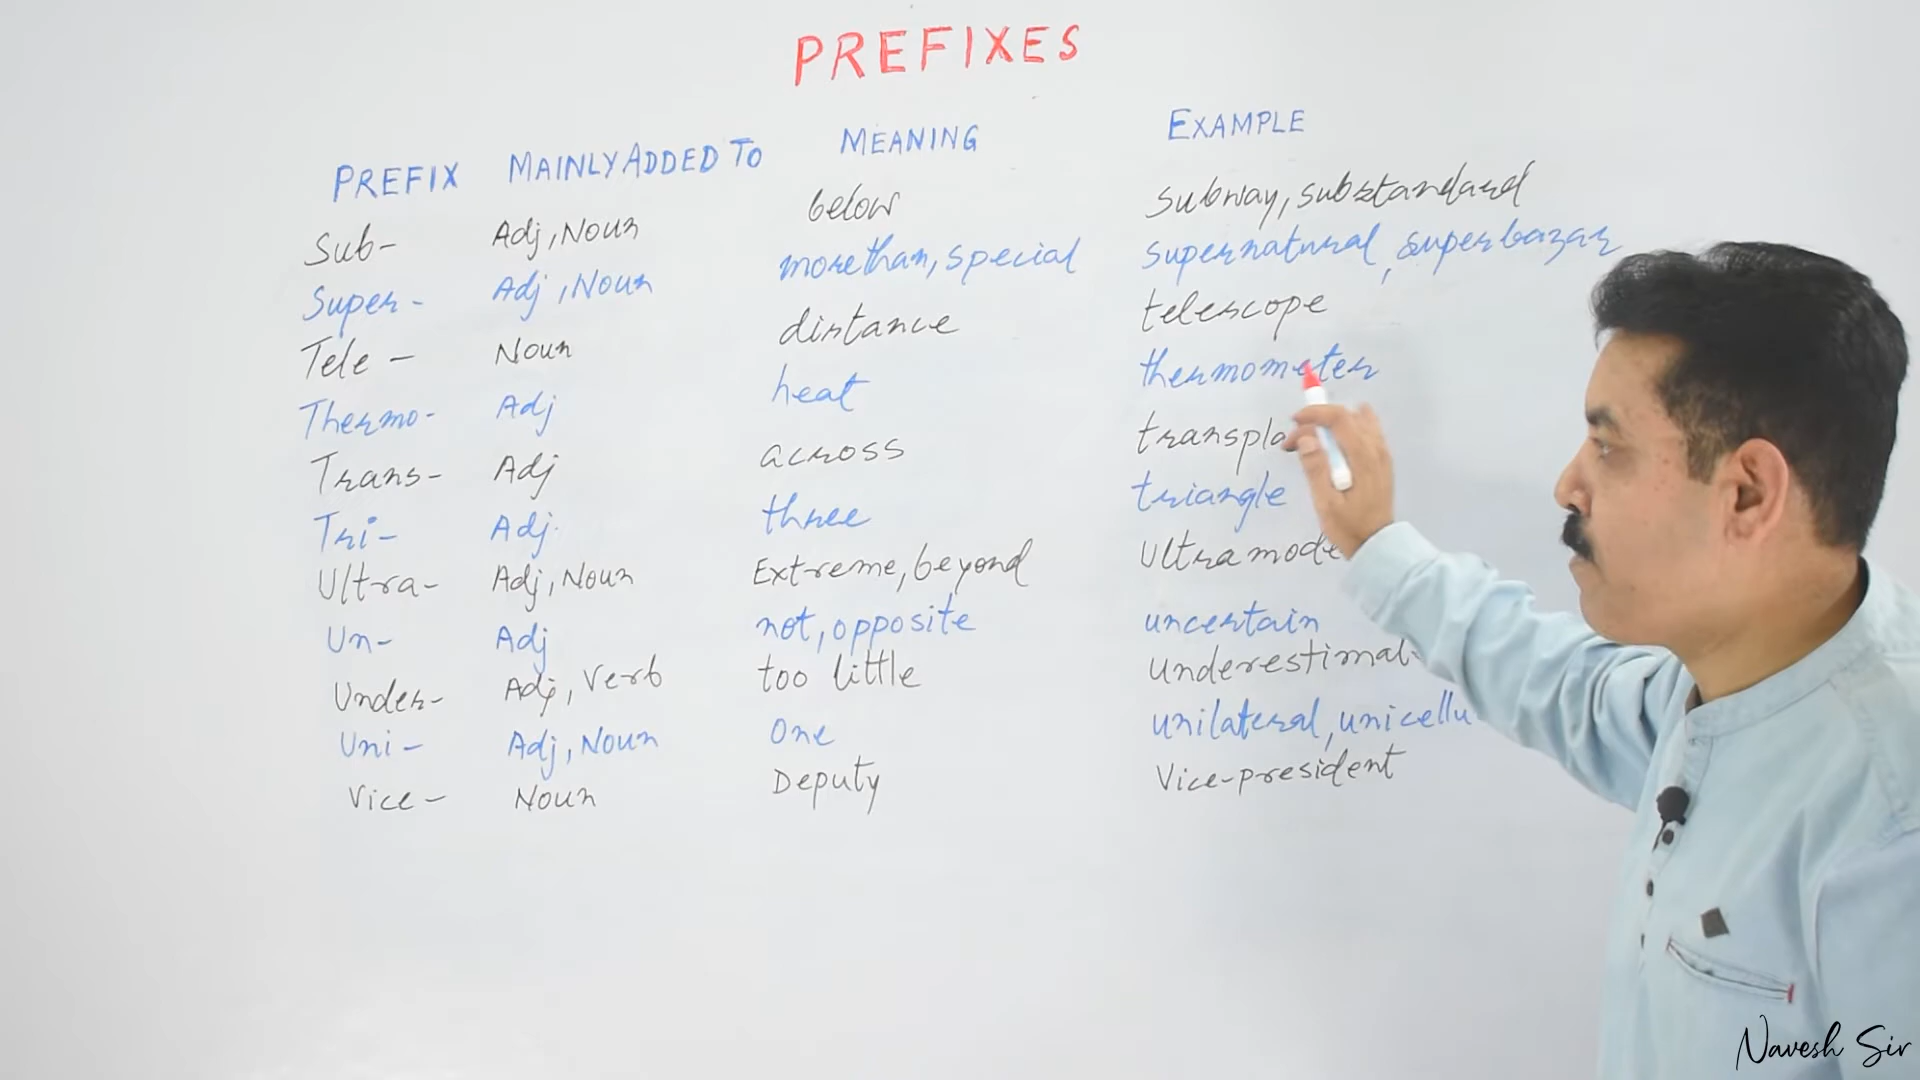 PREFIXES
PREFIX MAINLY ADDED TO MEANING EXAMPLE
Sub- Adj, Noun below subway, substandard
Super- Adj, Noun more than, special supernatural, superbazar
Tele- Noun distance telescope
Thermo- Adj heat thermometer
Trans- Adj across
Tri- Adj. three triangle
Ultra- Adj, Noun Extreme, beyond
Un- Adj not, opposite uncertain
Under- Adj, Verb too little
Uni- Adj, Noun One unilateral,
Vice- Noun Deputy Vice-president
Navesh Sir